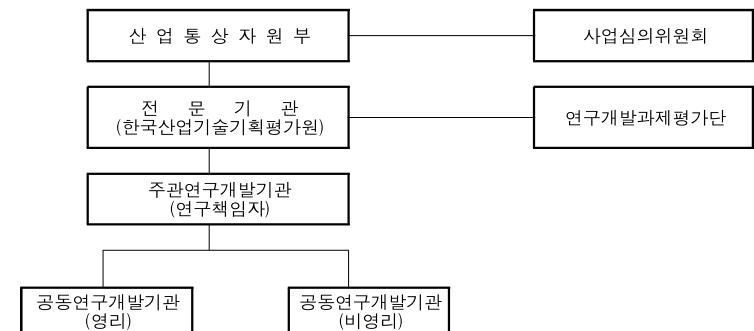 산 업 통 상 자 원 부
사업심의위원회
전 문 기 관
(한국산업기술기획평가원)
연구개발과제평가단
주관연구개발기관
(연구책임자)
공동연구개발기관
(영리)
공동연구개발기관
(비영리)